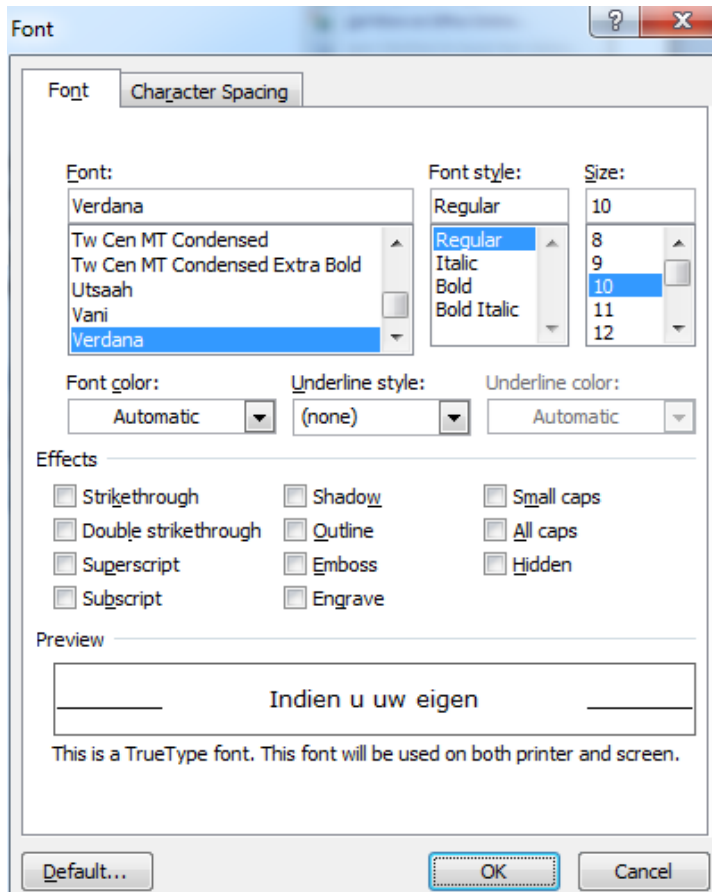 Font
Font Character Spacing
Font: Font style: Size:
Verdana Regular 10
Tw Cen MT Condensed Regular 8
Tw Cen MT Condensed Extra Bold Italic 9
Utsaah Bold 10
Vani Bold Italic 11
Verdana 12
Font color: Underline style: Underline color:
Automatic (none) Automatic
Effects
Strikethrough Shadow Small caps
Double strikethrough Outline All caps
Superscript Emboss Hidden
Subscript Engrave
Preview
Indien u uw eigen
This is a TrueType font. This font will be used on both printer and screen.
Default... OK Cancel